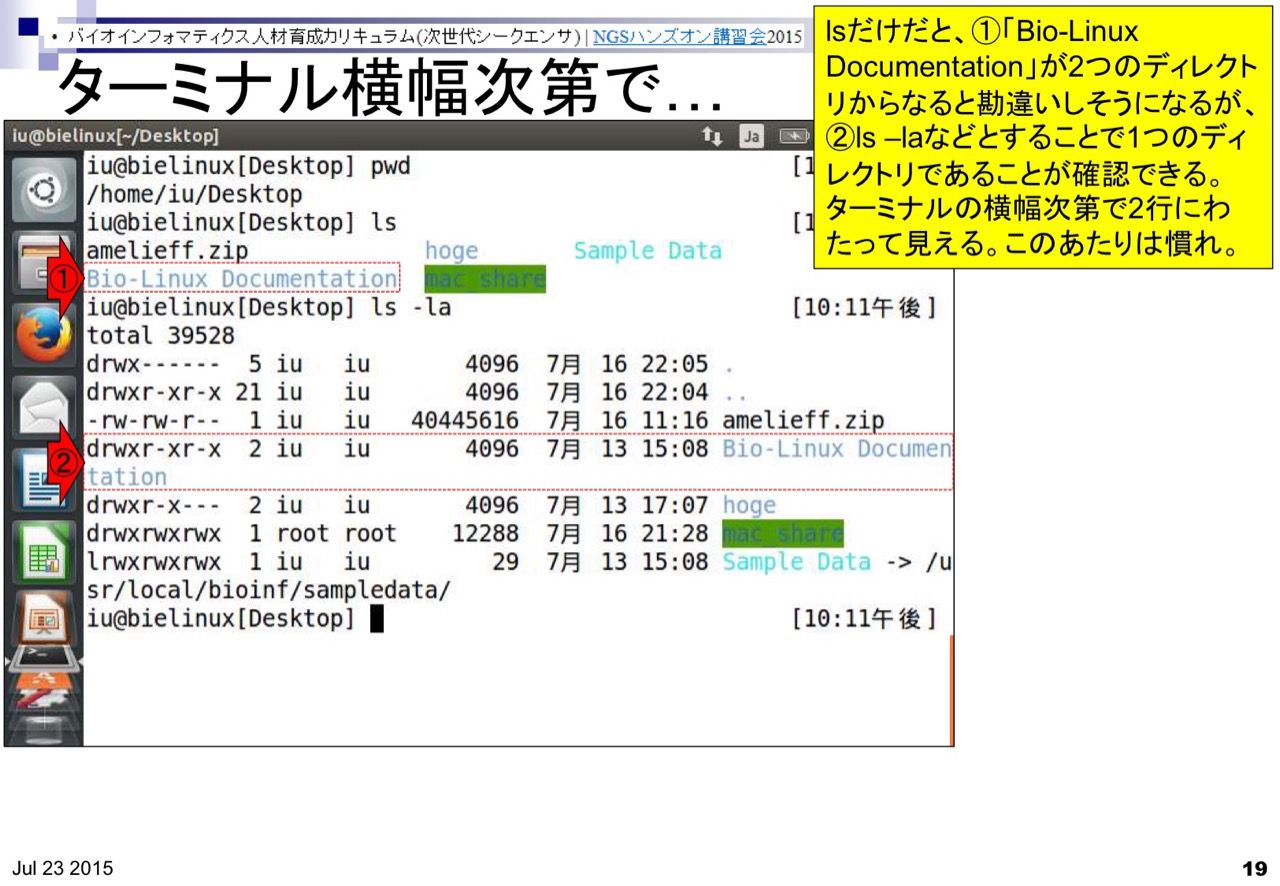 • バイオインフォマティクス人材育成カリキュラム(次世代シークエンサ) | NGSハンズオン講習会2015
ターミナル横幅次第で…
lsだけだと、①「Bio-Linux
Documentation」が2つのディレクト
リからなると勘違いしそうになるが、
②ls –laなどとすることで1つのディ
レクトリであることが確認できる。
ターミナルの横幅次第で2行にわ
たって見える。このあたりは慣れ。
iu@bielinux[~/Desktop] Ja
iu@bielinux[Desktop] pwd [1
/home/iu/Desktop
iu@bielinux[Desktop] ls [1
amelieff.zip hoge Sample Data
① Bio-Linux Documentation mac_share
iu@bielinux[Desktop] ls -la [10:11午後]
total 39528
drwx------ 5 iu iu 4096 7月 16 22:05 .
drwxr-xr-x 21 iu iu 4096 7月 16 22:04 ..
-rw-rw-r-- 1 iu iu 40445616 7月 16 11:16 amelieff.zip
② drwxr-xr-x 2 iu iu 4096 7月 13 15:08 Bio-Linux Documen
tation
drwxr-x--- 2 iu iu 4096 7月 13 17:07 hoge
drwxrwxrwx 1 root root 12288 7月 16 21:28 mac_share
lrwxrwxrwx 1 iu iu 29 7月 13 15:08 Sample Data -> /u
sr/local/bioinf/sampledata/
iu@bielinux[Desktop] [10:11午後]
Jul 23 2015
19